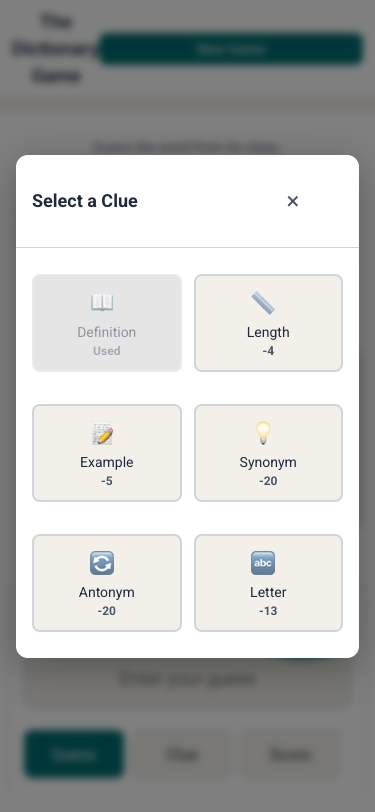 The
Dictionary
Game
New Game
Guess the word from its clues.
Select a Clue
×
Definition
Used
Length
-4
Example
-5
Synonym
-20
Antonym
-20
abc
Letter
-13
Enter your guess
Guess
Clue
Score